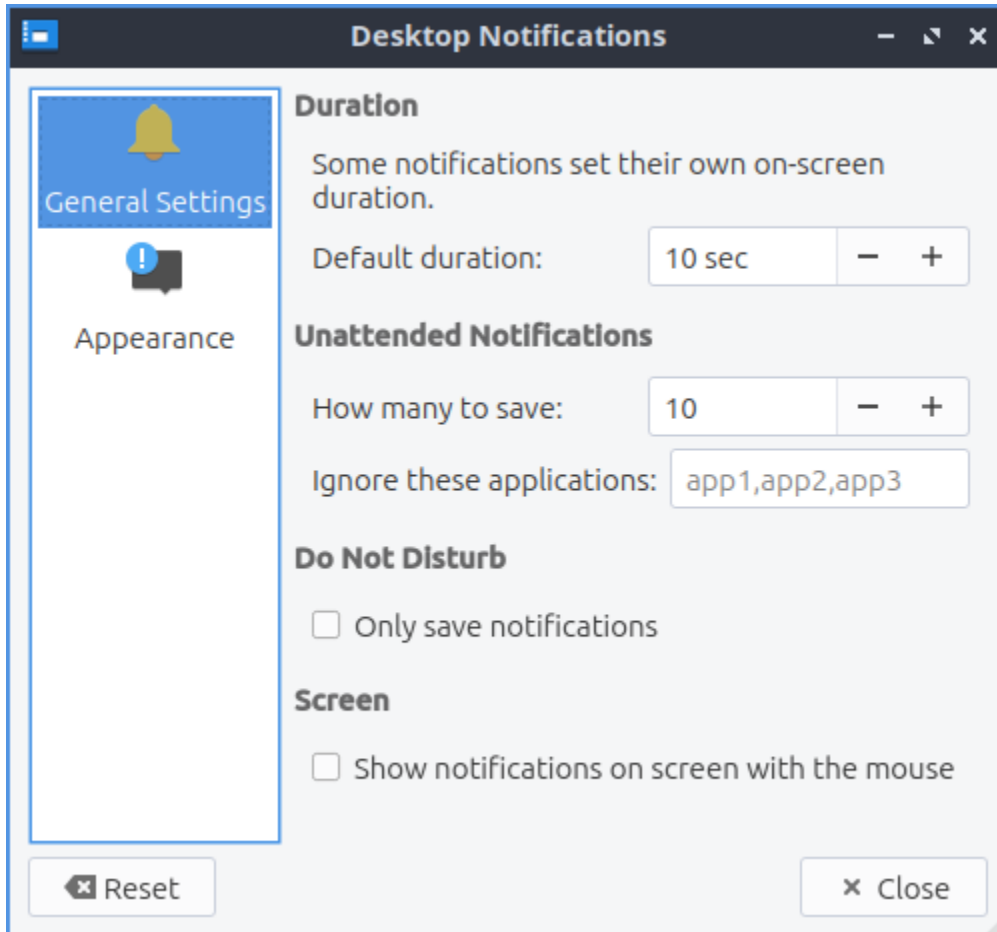 Desktop Notifications
General Settings
Appearance
Duration
Some notifications set their own on-screen
duration.
Default duration: 10 sec
Unattended Notifications
How many to save: 10
Ignore these applications: app1,app2,app3
Do Not Disturb
Only save notifications
Screen
Show notifications on screen with the mouse
Reset
Close